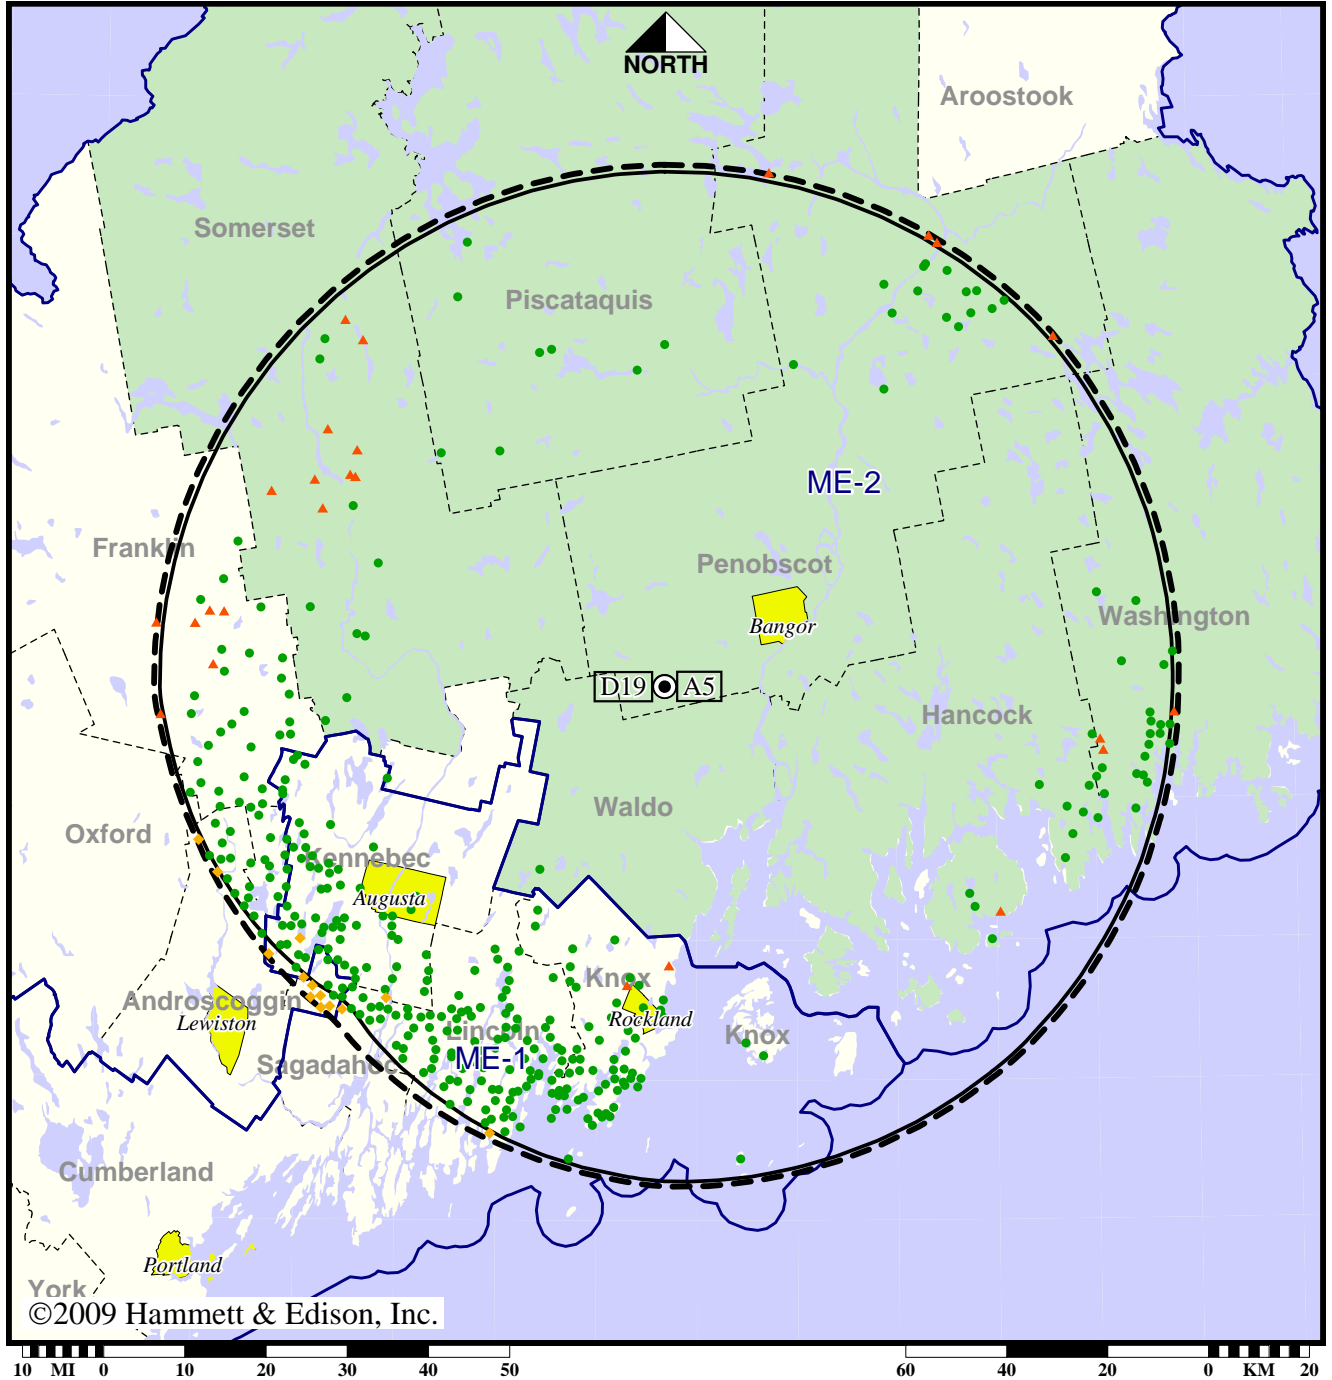 NORTH
Aroostook
Somerset
Piscataquis
ME-2
Franklin
Penobscot
Washington
Bangor
D19 A5
Hancock
Waldo
Oxford
Kennebec
Augusta
Knox
Androscoggin
Lewiston
Rockland
Lincoln
Knox
ME-1
Sagadahoc
Cumberland
Portland
York
©2009 Hammett & Edison, Inc.
10 MI 0 10 20 30 40 50 60 40 20 0 KM 20